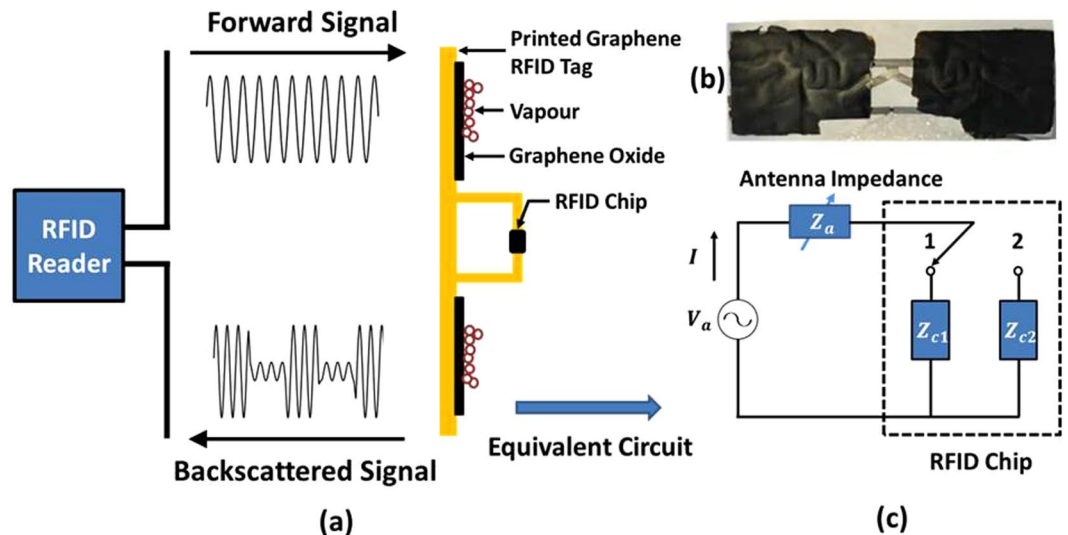 Forward Signal
Printed Graphene
RFID Tag
Vapour
Graphene Oxide
RFID Chip
RFID
Reader
Backscattered Signal
Equivalent Circuit
(a)
(b)
Antenna Impedance
Z_a
I
V_a
1
2
Z_c1
Z_c2
RFID Chip
(c)